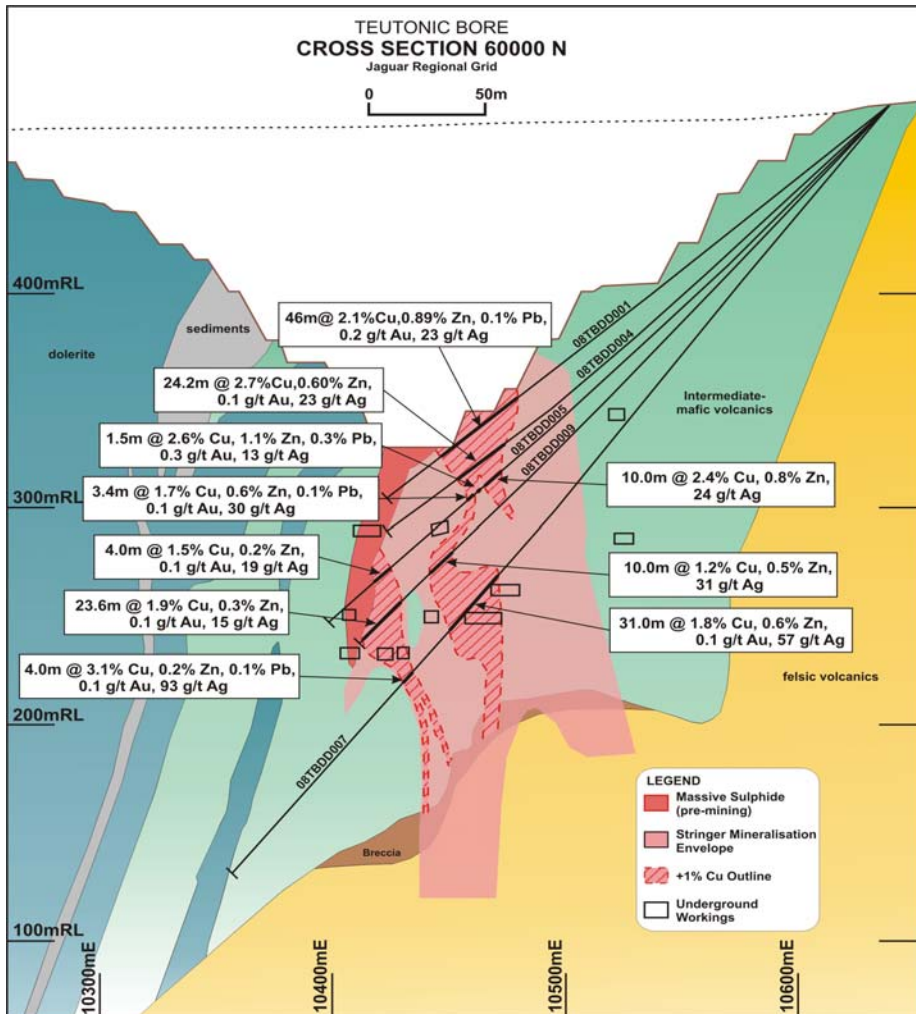 TEUTONIC BORE
CROSS SECTION 60000 N
Jaguar Regional Grid
0 50m
400mRL
sediments
dolerite
46m@ 2.1%Cu,0.89% Zn, 0.1% Pb,
0.2 g/t Au, 23 g/t Ag
08TBDD001
08TBDD004
24.2m @ 2.7%Cu,0.60% Zn,
0.1 g/t Au, 23 g/t Ag
08TBDD005
08TBDD009
Intermediate-
mafic volcanics
1.5m @ 2.6% Cu, 1.1% Zn, 0.3% Pb,
0.3 g/t Au, 13 g/t Ag
3.4m @ 1.7% Cu, 0.6% Zn, 0.1% Pb,
0.1 g/t Au, 30 g/t Ag
10.0m @ 2.4% Cu, 0.8% Zn,
24 g/t Ag
300mRL
4.0m @ 1.5% Cu, 0.2% Zn,
0.1 g/t Au, 19 g/t Ag
10.0m @ 1.2% Cu, 0.5% Zn,
31 g/t Ag
23.6m @ 1.9% Cu, 0.3% Zn,
0.1 g/t Au, 15 g/t Ag
31.0m @ 1.8% Cu, 0.6% Zn,
0.1 g/t Au, 57 g/t Ag
4.0m @ 3.1% Cu, 0.2% Zn, 0.1% Pb,
0.1 g/t Au, 93 g/t Ag
felsic volcanics
200mRL
08TBDD007
Breccia
LEGEND
Massive Sulphide
(pre-mining)
Stringer Mineralisation
Envelope
+1% Cu Outline
Underground
Workings
100mRL
10300mE
10400mE
10500mE
10600mE